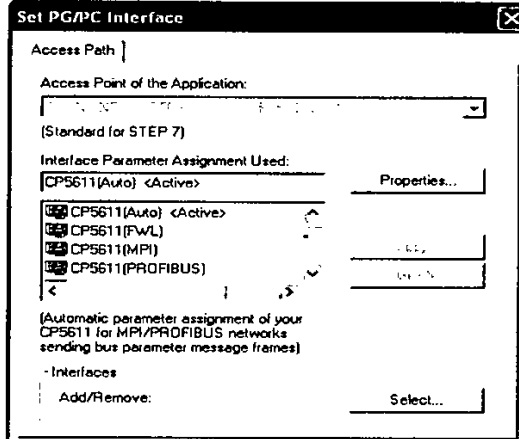 Set PG/PC Interface
Access Path
Access Point of the Application:
(Standard for STEP 7)
Interface Parameter Assignment Used:
CP5611(Auto) <Active>
Properties...
CP5611(Auto) <Active>
CP5611(FWL)
CP5611(MPI)
CP5611(PROFIBUS)
(Automatic parameter assignment of your
CP5611 for MPI/PROFIBUS networks
sending bus parameter message frames)
Interfaces
Add/Remove:
Select...